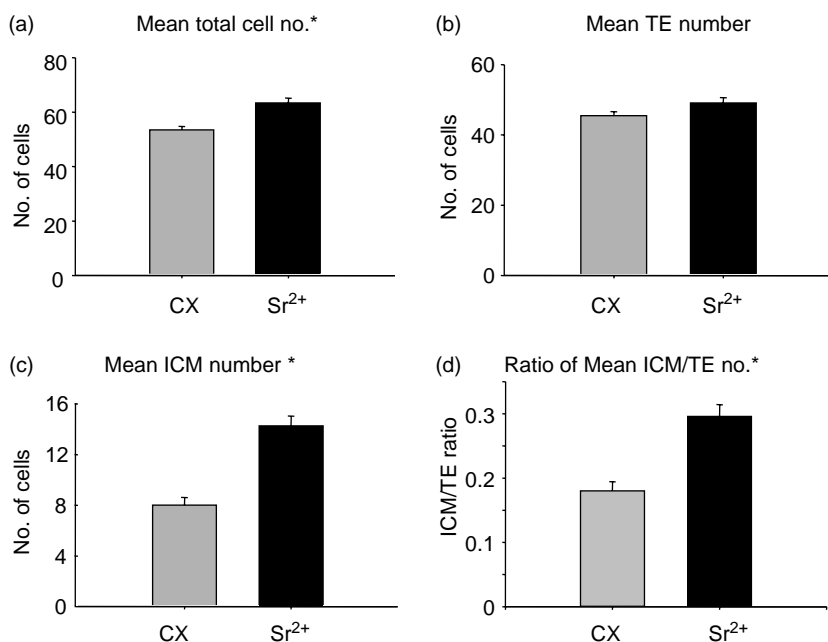 (a) Mean total cell no.*
80
60
40
20
0
No. of cells
CX Sr²⁺
(b) Mean TE number
60
40
20
0
No. of cells
CX Sr²⁺
(c) Mean ICM number *
16
14
8
4
0
No. of cells
CX Sr²⁺
(d) Ratio of Mean ICM/TE no.*
0.3
0.2
0.1
0
ICM/TE ratio
CX Sr²⁺